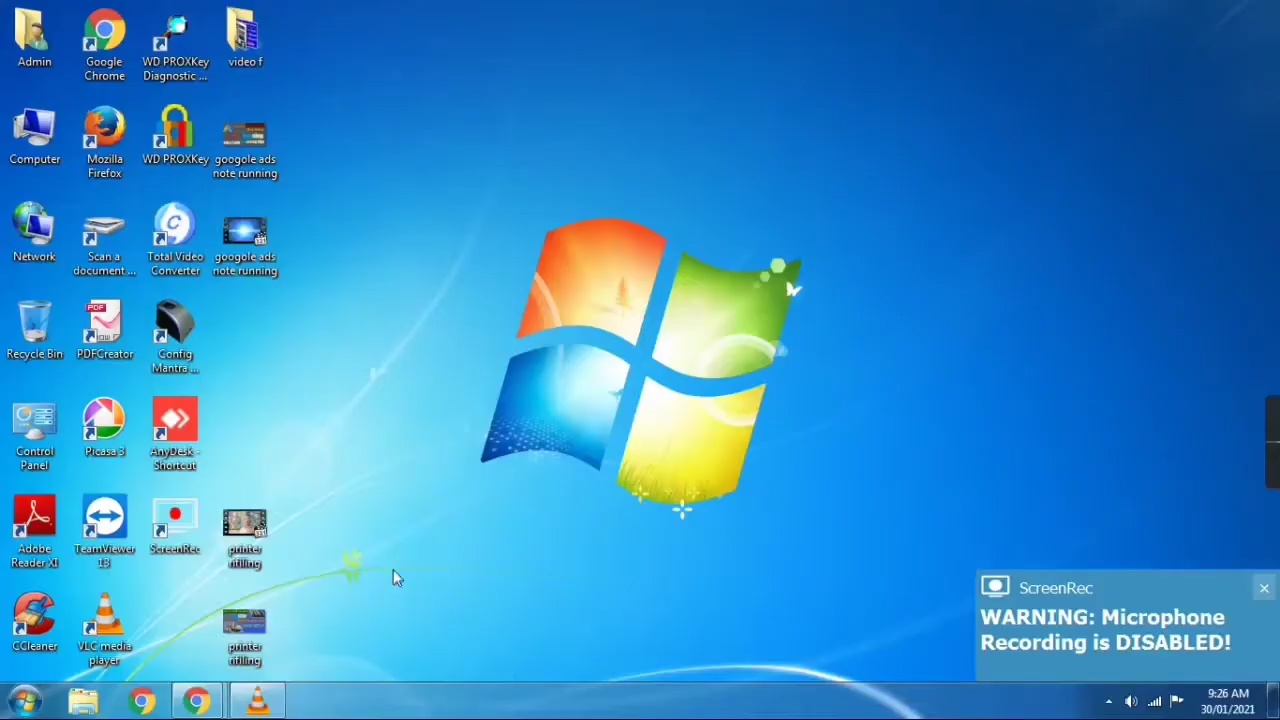 Admin
Google
Chrome
WD PROXKey
Diagnostic ...
video f
Computer
Mozilla
Firefox
WD PROXKey
googole ads
note running
Network
Scan a
document ...
Total Video
Converter
googole ads
note running
Recycle Bin
PDF
PDFCreator
Config
Mantra ...
Control
Panel
Picasa 3
AnyDesk -
Shortcut
Adobe
Reader XI
TeamViewer
13
ScreenRec
printer
rifilling
CCleaner
VLC media
player
printer
rifilling
ScreenRec
WARNING: Microphone
Recording is DISABLED!
9:26 AM
30/01/2021